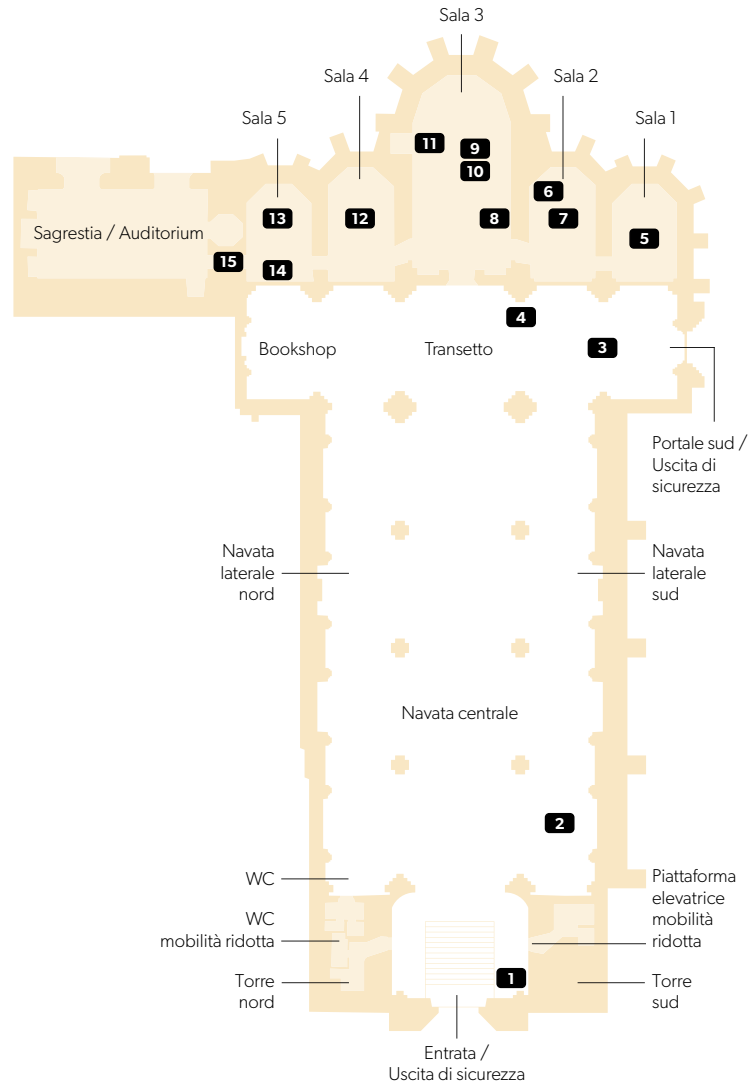 Sala 3
Sala 4
Sala 2
Sala 5
Sala 1
11
9
10
6
13
12
8
7
5
Sagrestia / Auditorium
15
14
4
Bookshop
Transetto
3
Portale sud /
Uscita di
sicurezza
Navata
laterale
nord
Navata
laterale
sud
Navata centrale
2
WC
WC
mobilità ridotta
Torre
nord
Piattaforma
elevatrice
mobilità
ridotta
1
Torre
sud
Entrata /
Uscita di sicurezza